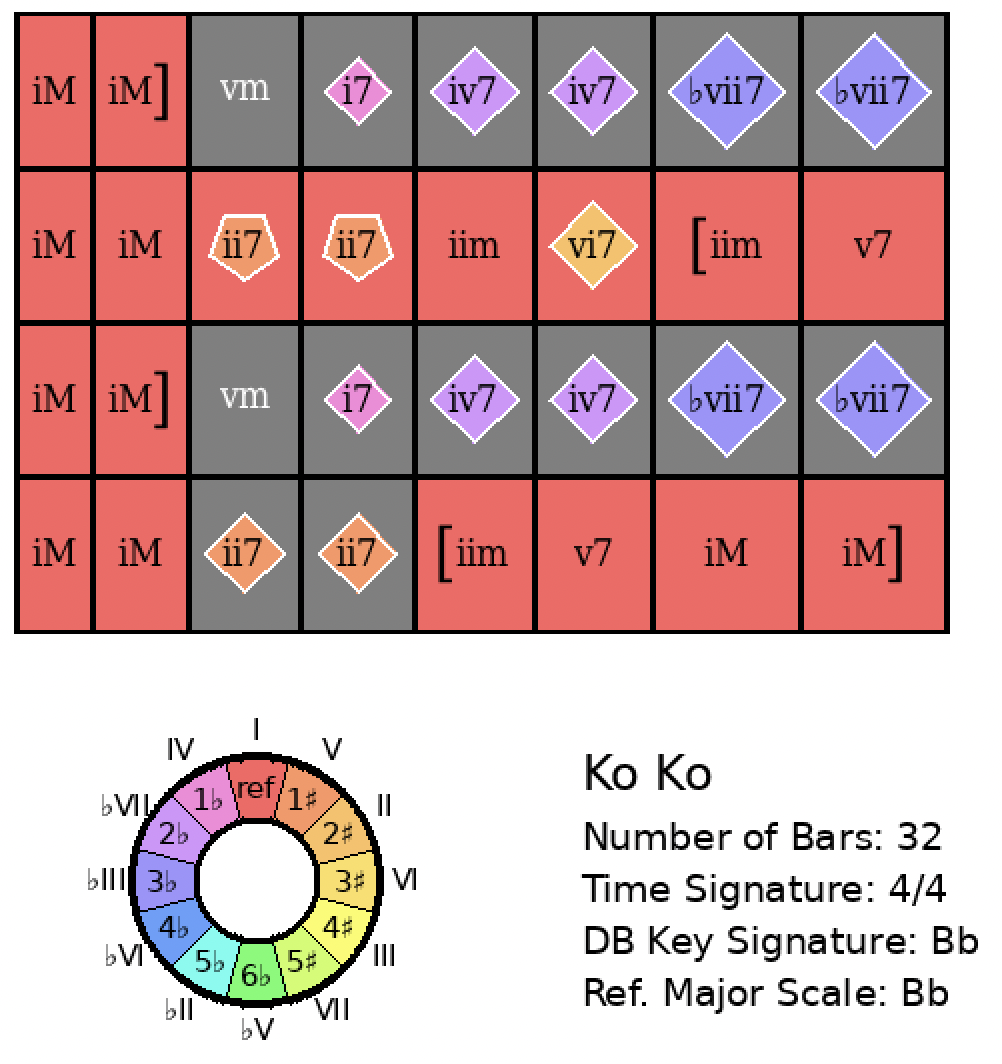 iM iM] vm i7 iv7 iv7 ♭vii7 ♭vii7
iM iM ii7 ii7 iim vi7 [iim v7
iM iM] vm i7 iv7 iv7 ♭vii7 ♭vii7
iM iM ii7 ii7 [iim v7 iM iM]
I
IV V
♭VII II
♭III VI
♭VI III
♭II VII
♭V
ref
1♭ 1♯
2♭ 2♯
3♭ 3♯
4♭ 4♯
5♭ 5♯
6♭
Ko Ko
Number of Bars: 32
Time Signature: 4/4
DB Key Signature: Bb
Ref. Major Scale: Bb